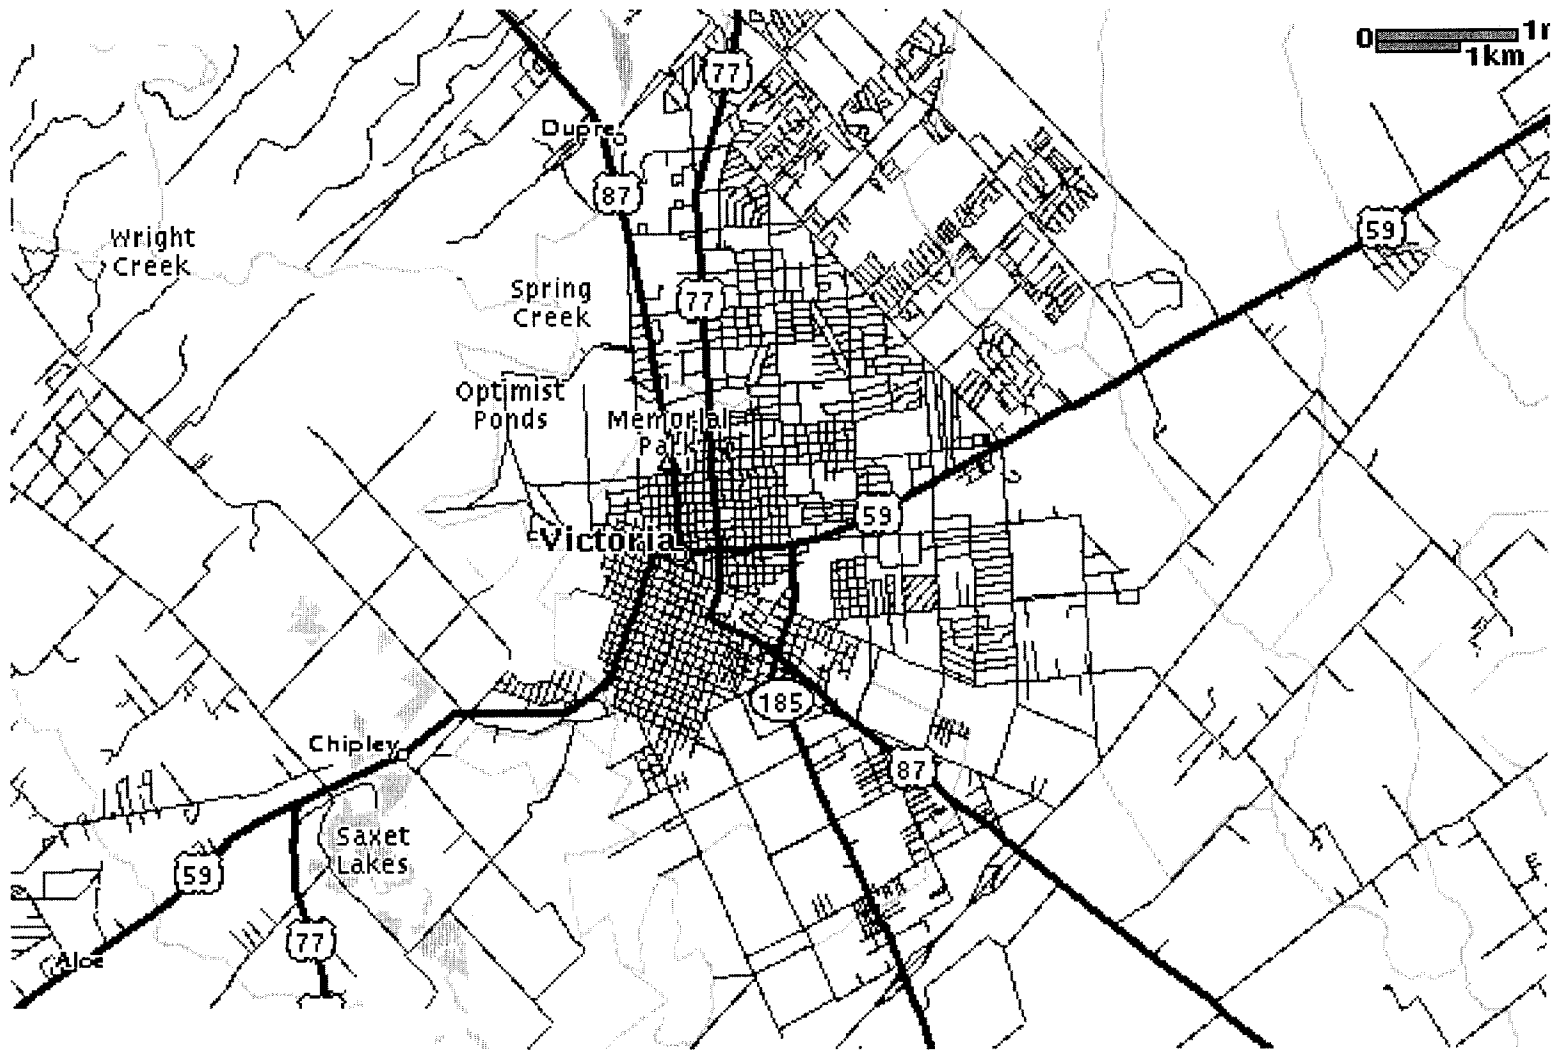 0
1km
77
Dupre
87
59
Wright
Creek
Spring
Creek
77
Optimist
Ponds
Memorial
Park
59
Victoria
185
Chipley
87
Saxet
Lakes
59
77
Aloe